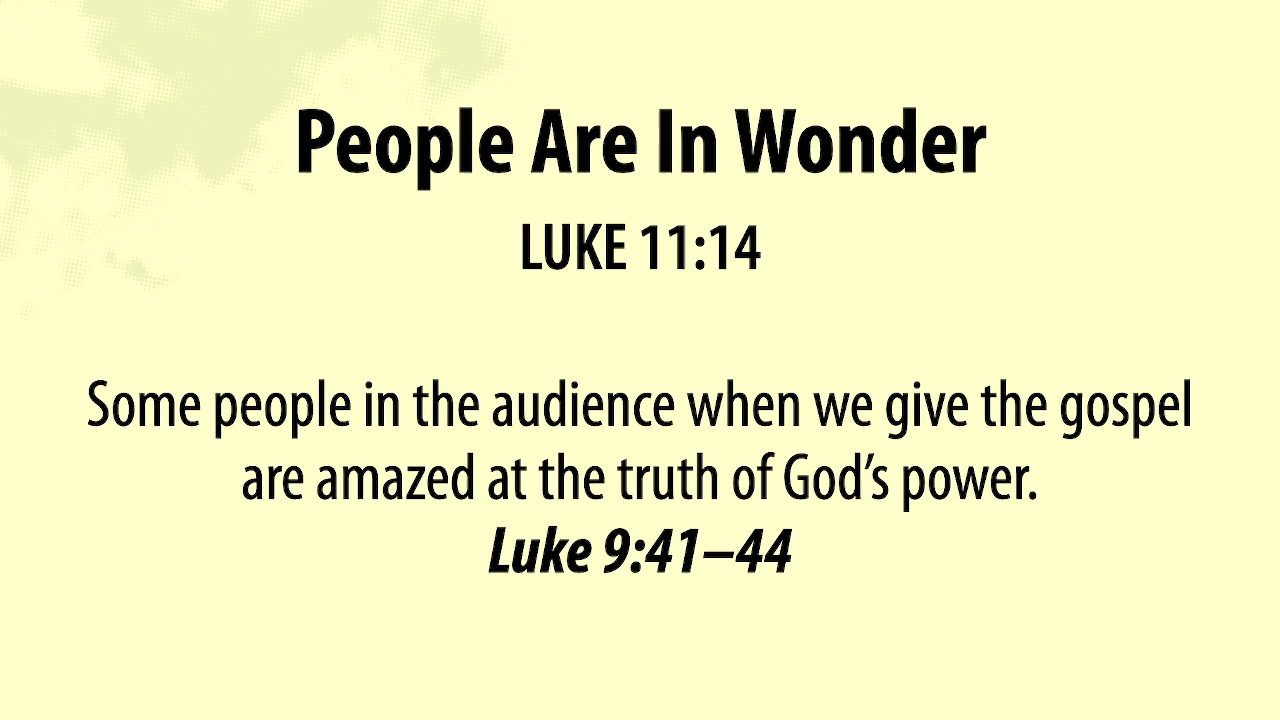 People Are In Wonder
LUKE 11:14
Some people in the audience when we give the gospel
are amazed at the truth of God’s power.
Luke 9:41–44